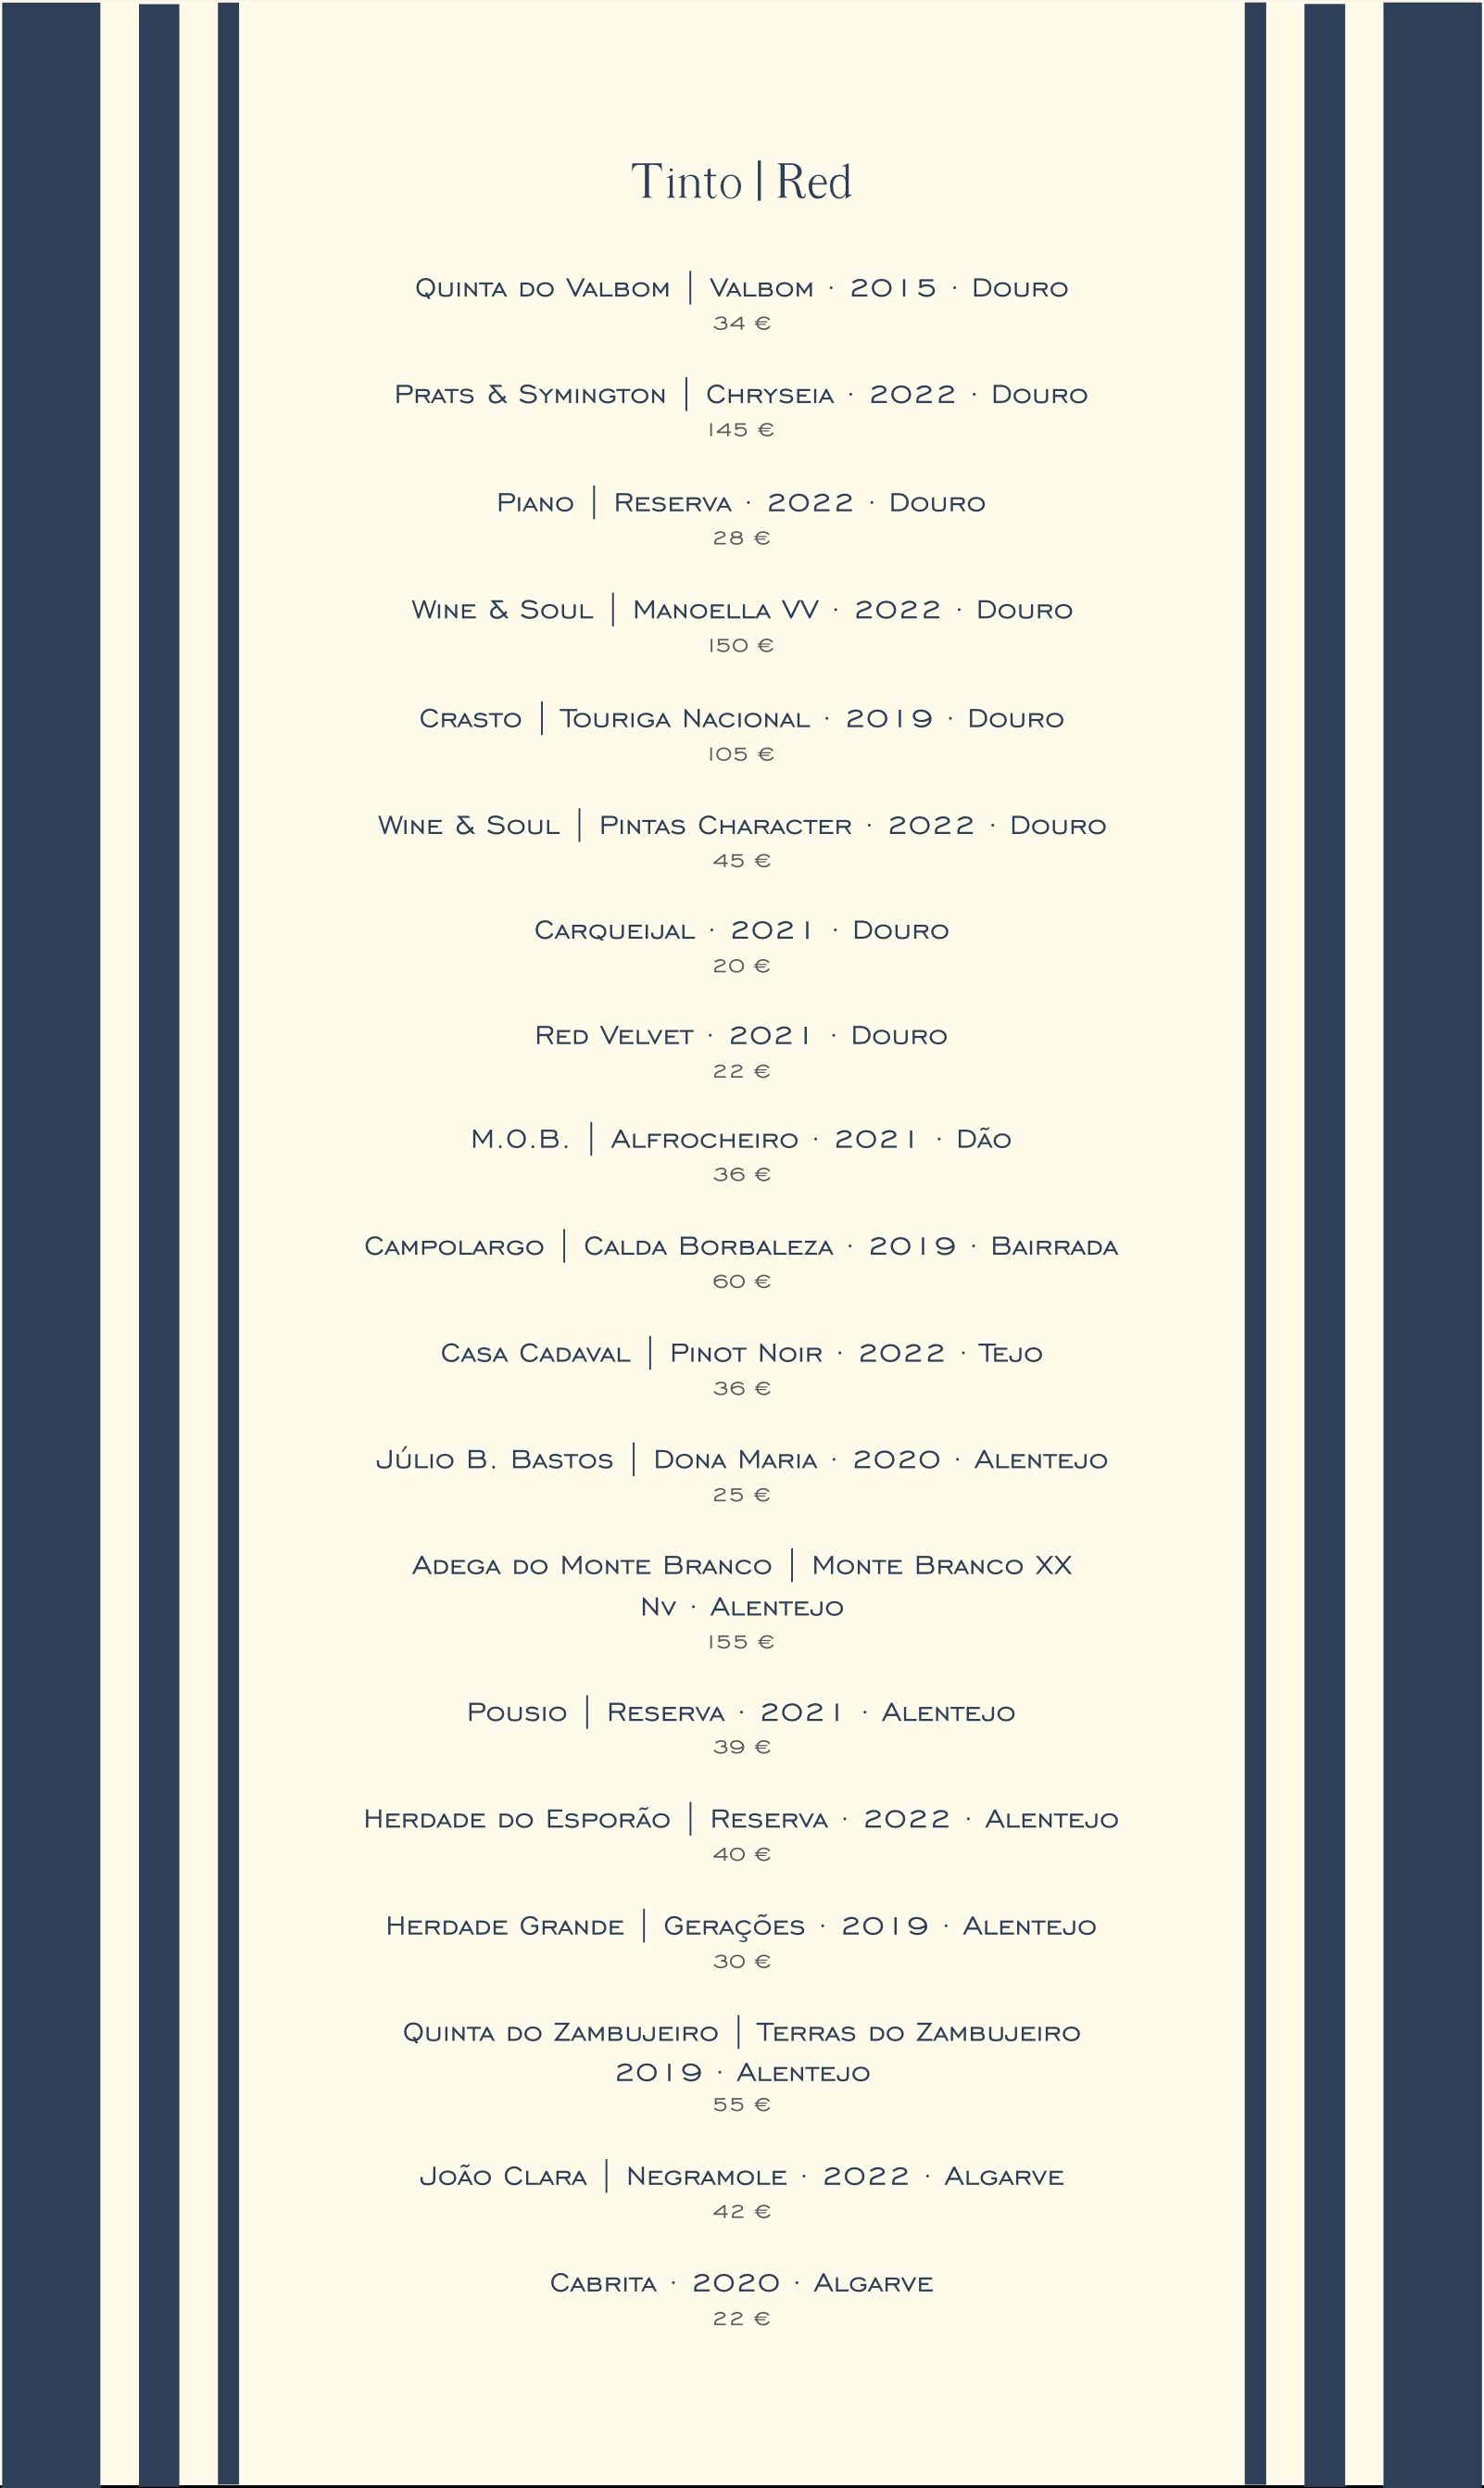 Tinto | Red
Quinta do Valbom | Valbom · 2015 · Douro
34 €
Prats & Symington | Chryseia · 2022 · Douro
145 €
Piano | Reserva · 2022 · Douro
28 €
Wine & Soul | Manoella VV · 2022 · Douro
150 €
Crasto | Touriga Nacional · 2019 · Douro
105 €
Wine & Soul | Pintas Character · 2022 · Douro
45 €
Carqueijal · 2021 · Douro
20 €
Red Velvet · 2021 · Douro
22 €
M.O.B. | Alfrocheiro · 2021 · Dão
36 €
Campolargo | Calda Borbaleza · 2019 · Bairrada
60 €
Casa Cadaval | Pinot Noir · 2022 · Tejo
36 €
Júlio B. Bastos | Dona Maria · 2020 · Alentejo
25 €
Adega do Monte Branco | Monte Branco XX
Nv · Alentejo
155 €
Pousio | Reserva · 2021 · Alentejo
39 €
Herdade do Esporão | Reserva · 2022 · Alentejo
40 €
Herdade Grande | Gerações · 2019 · Alentejo
30 €
Quinta do Zambujeiro | Terras do Zambujeiro
2019 · Alentejo
55 €
João Clara | Negramole · 2022 · Algarve
42 €
Cabrita · 2020 · Algarve
22 €